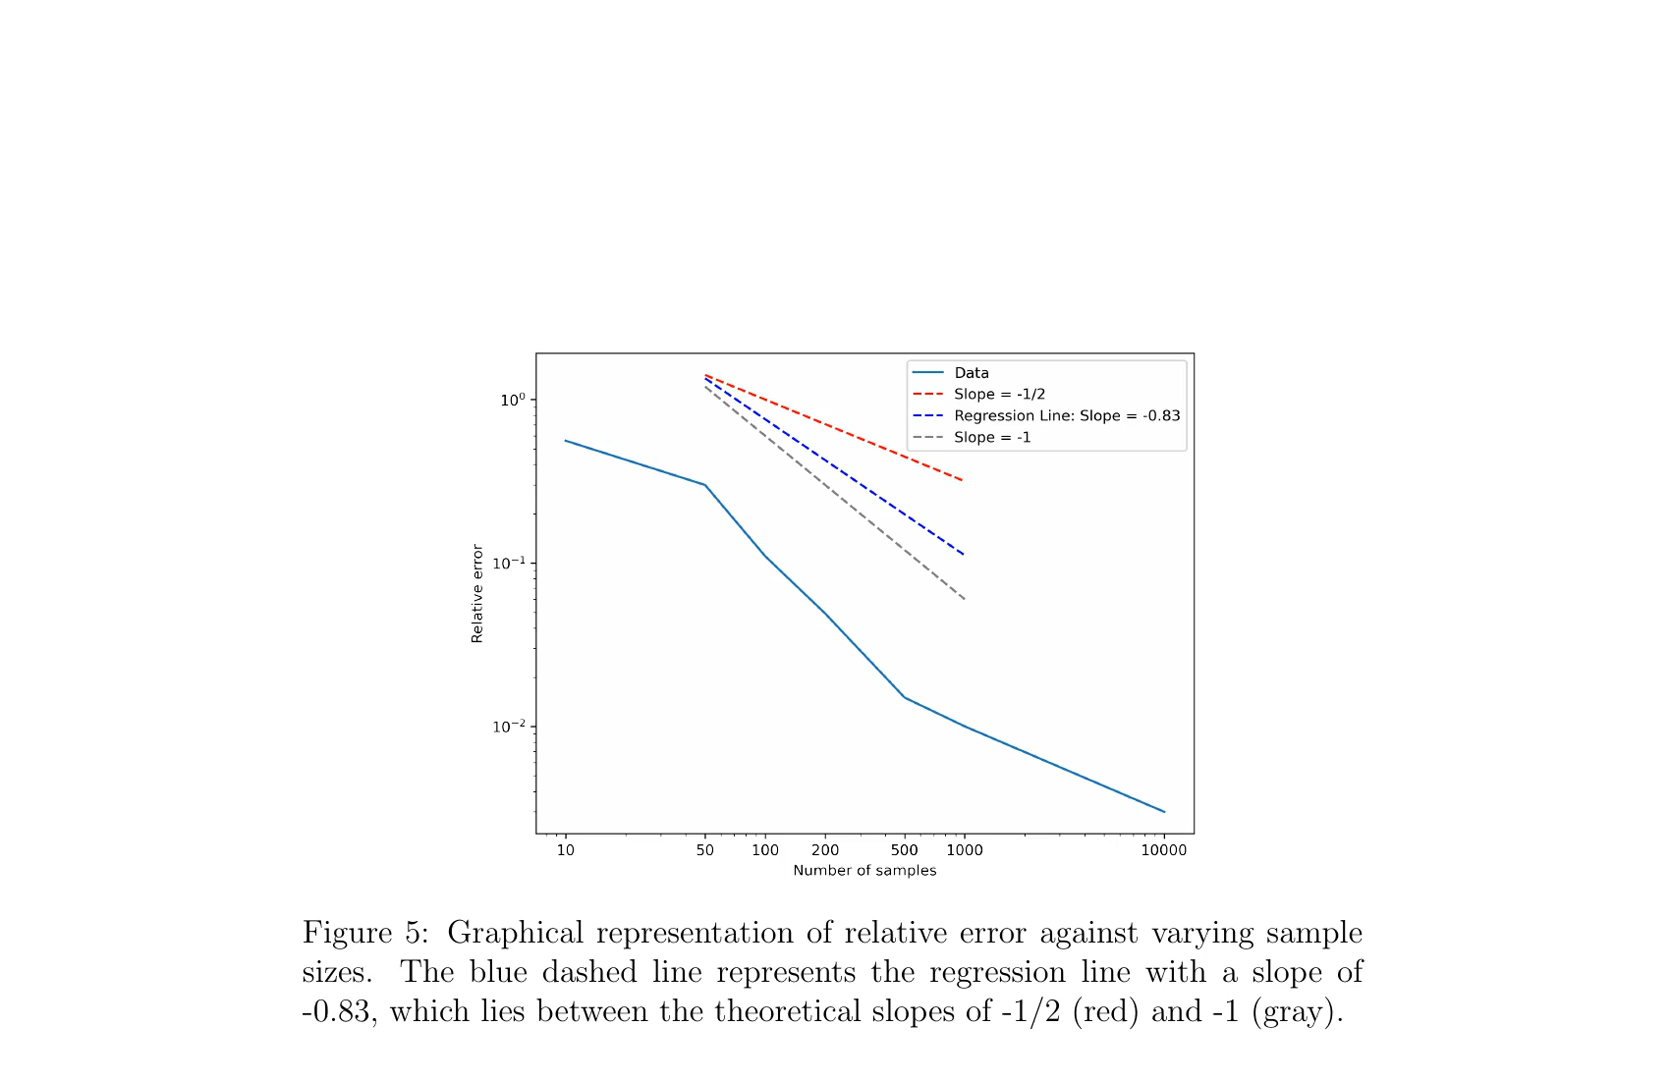 Data
Slope = -1/2
Regression Line: Slope = -0.83
Slope = -1
10⁰
10⁻¹
10⁻²
Relative error
10 50 100 200 500 1000 10000
Number of samples
Figure 5: Graphical representation of relative error against varying sample
sizes. The blue dashed line represents the regression line with a slope of
-0.83, which lies between the theoretical slopes of -1/2 (red) and -1 (gray).